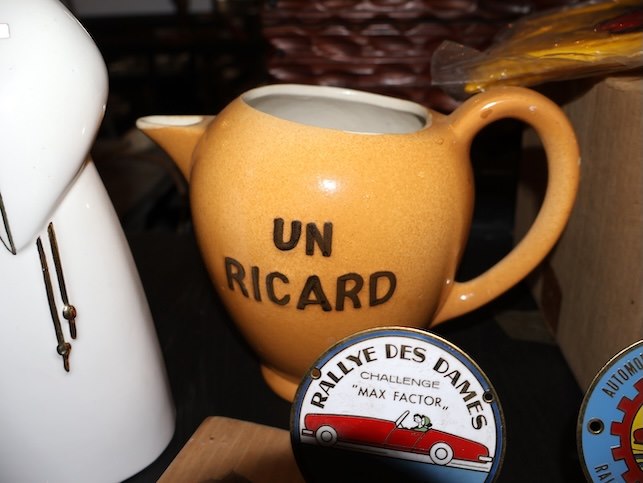 UN
RICARD
RALLYE DES DAMES
CHALLENGE
"MAX FACTOR"